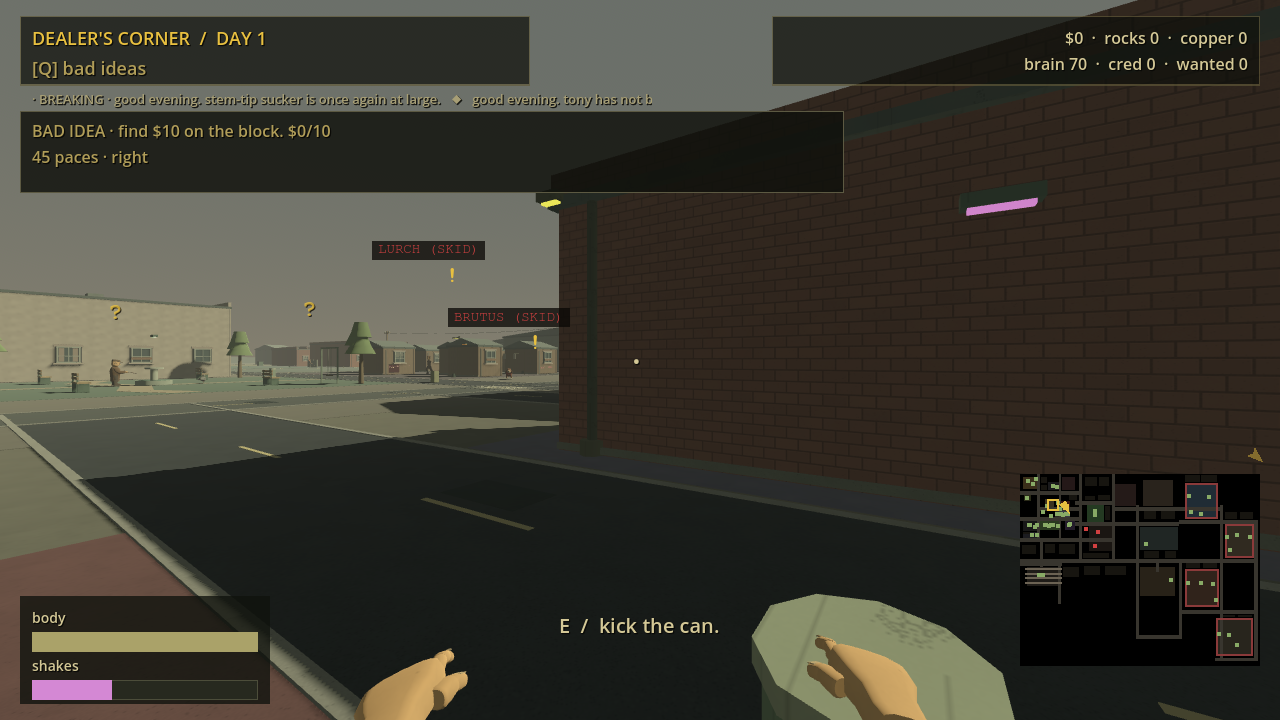 DEALER'S CORNER / DAY 1
[Q] bad ideas
$0 · rocks 0 · copper 0
brain 70 · cred 0 · wanted 0
· BREAKING · good evening. stem-tip sucker is once again at large. ◆ good evening. tony has not b
BAD IDEA · find $10 on the block. $0/10
45 paces · right
LURCH (SKID)
!
BRUTUS (SKID)
!
?
?
E / kick the can.
body
shakes